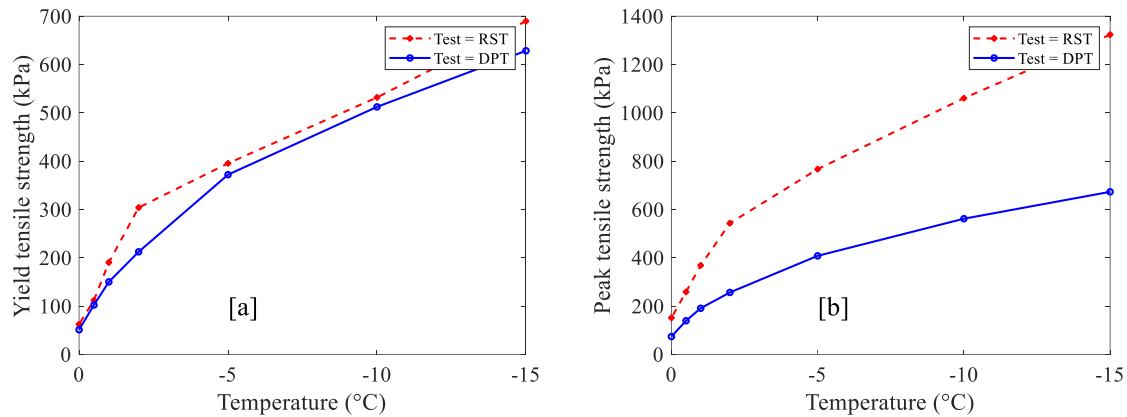 Yield tensile strength (kPa)
700
600
500
400
300
200
100
0
Test = RST
Test = DPT
[a]
0 -5 -10 -15
Temperature (°C)
Peak tensile strength (kPa)
1400
1200
1000
800
600
400
200
0
Test = RST
Test = DPT
[b]
0 -5 -10 -15
Temperature (°C)